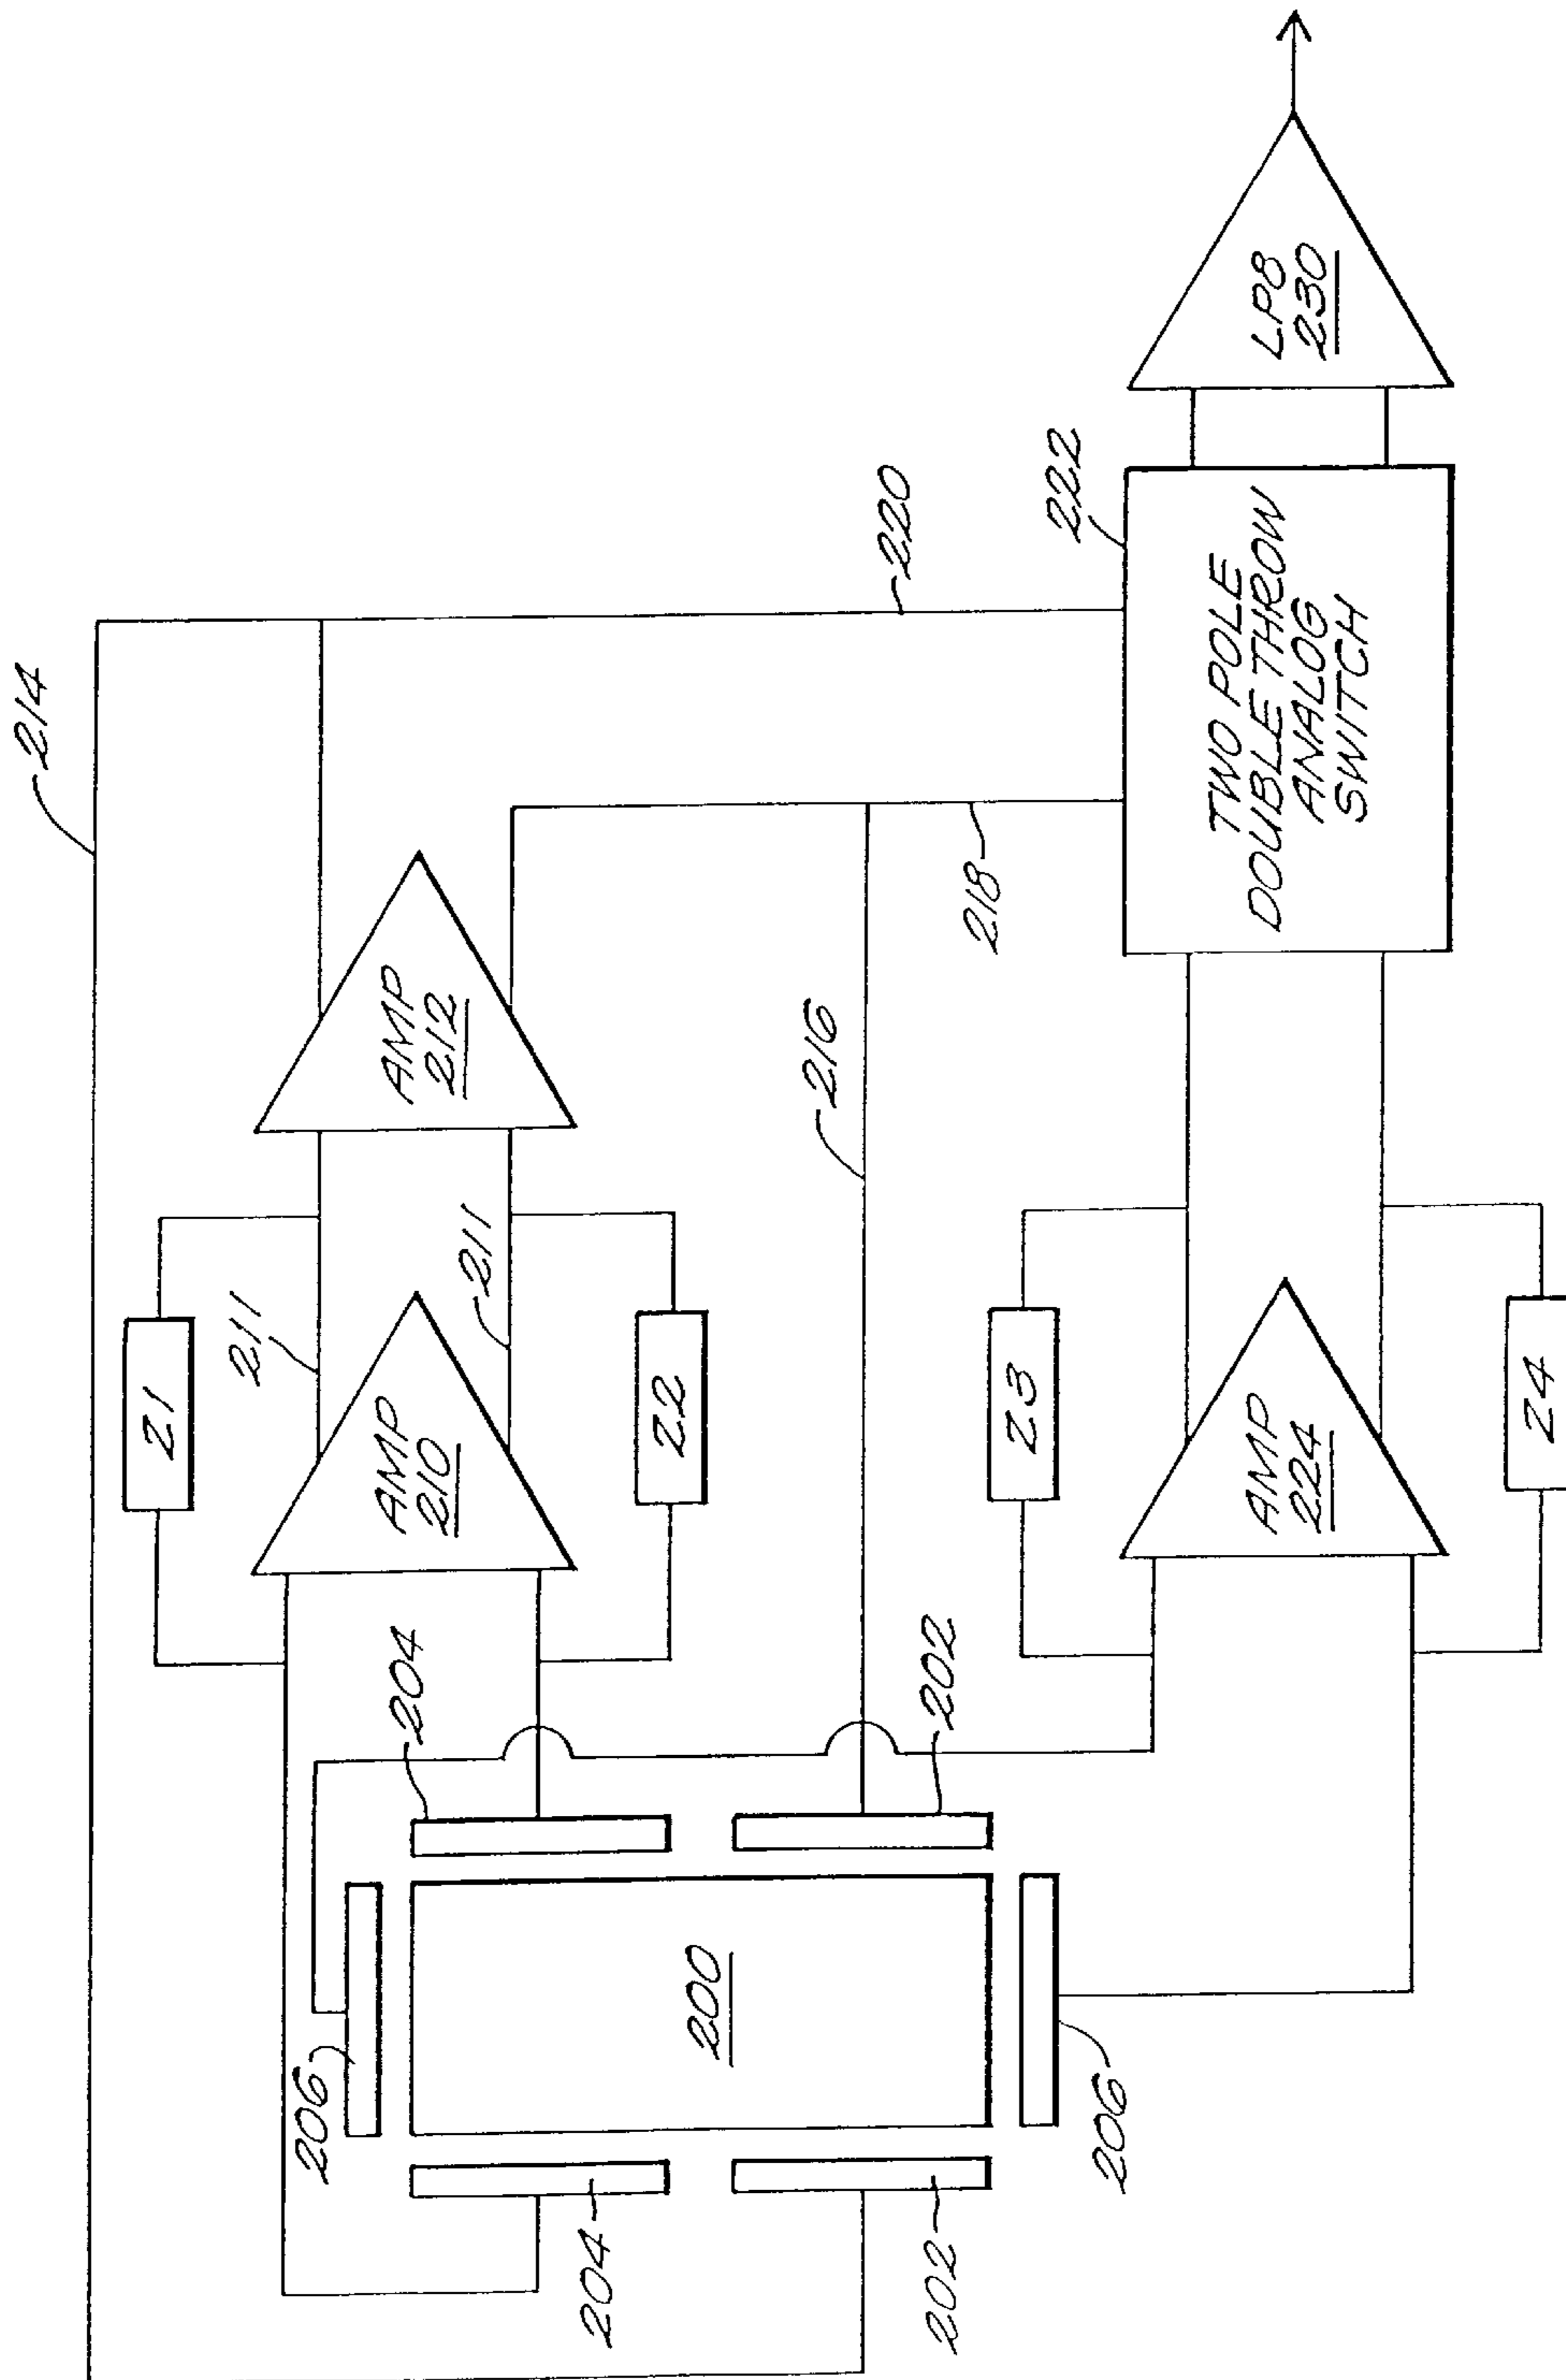 214
Z1
211
206
AMP
210
AMP
212
204
211
204
Z2
200
216
220
218
202
202
Z3
222
206
AMP
224
TWO POLE
DOUBLE THROW
ANALOG
SWITCH
LP8
230
Z4